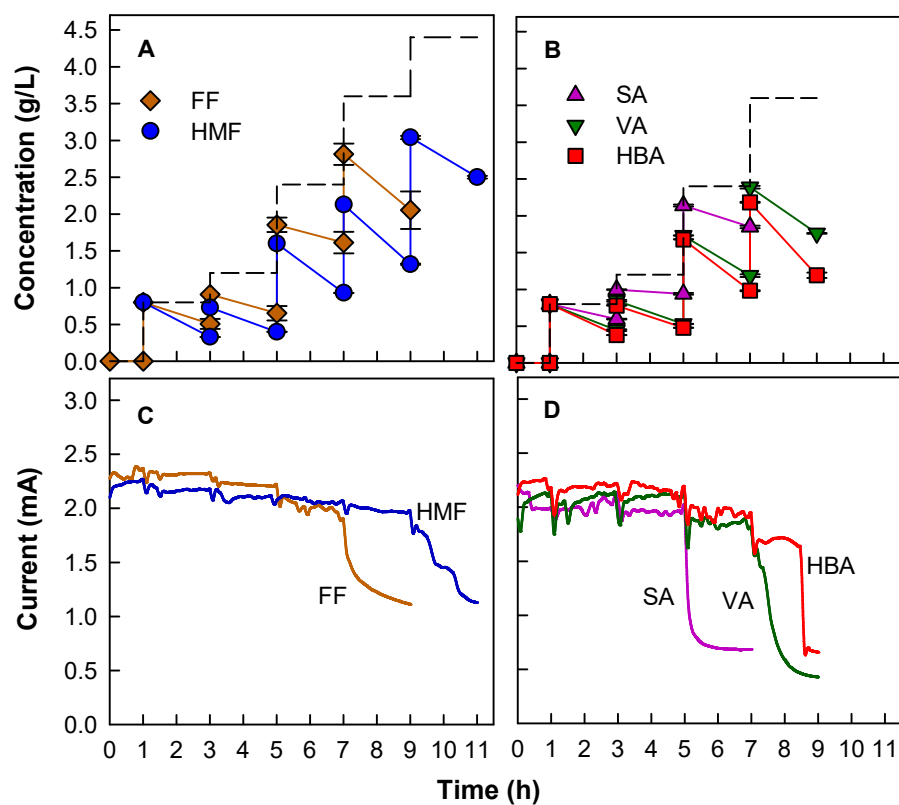 A
B
4.5
4.0
3.5
3.0
2.5
2.0
1.5
1.0
0.5
0.0
Concentration (g/L)
FF
HMF
SA
VA
HBA
C
D
3.0
2.5
2.0
1.5
1.0
0.5
0.0
Current (mA)
HMF
FF
SA
VA
HBA
0 1 2 3 4 5 6 7 8 9 10 11
0 1 2 3 4 5 6 7 8 9 10 11
Time (h)